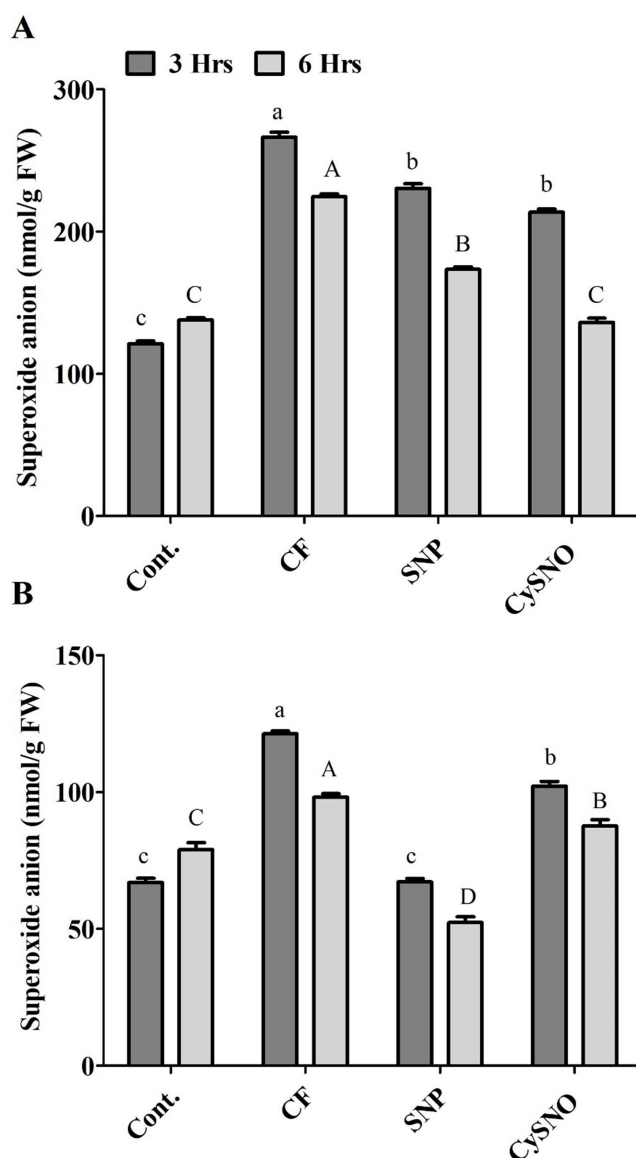 A
3 Hrs 6 Hrs
Superoxide anion (nmol/g FW)
300
200
100
0
c C a A b B b C
Cont. CF SNP CySNO
B
Superoxide anion (nmol/g FW)
150
100
50
0
c C a A c D b B
Cont. CF SNP CySNO